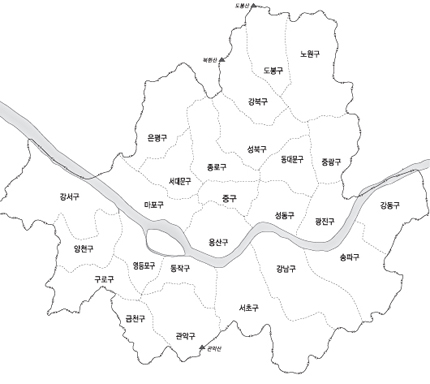 도봉산
노원구
북한산
도봉구
강북구
은평구
성북구
동대문구
중랑구
종로구
서대문구
강서구
마포구
중구
강동구
성동구
광진구
용산구
양천구
송파구
영등포구
동작구
강남구
구로구
서초구
금천구
관악구
관악산